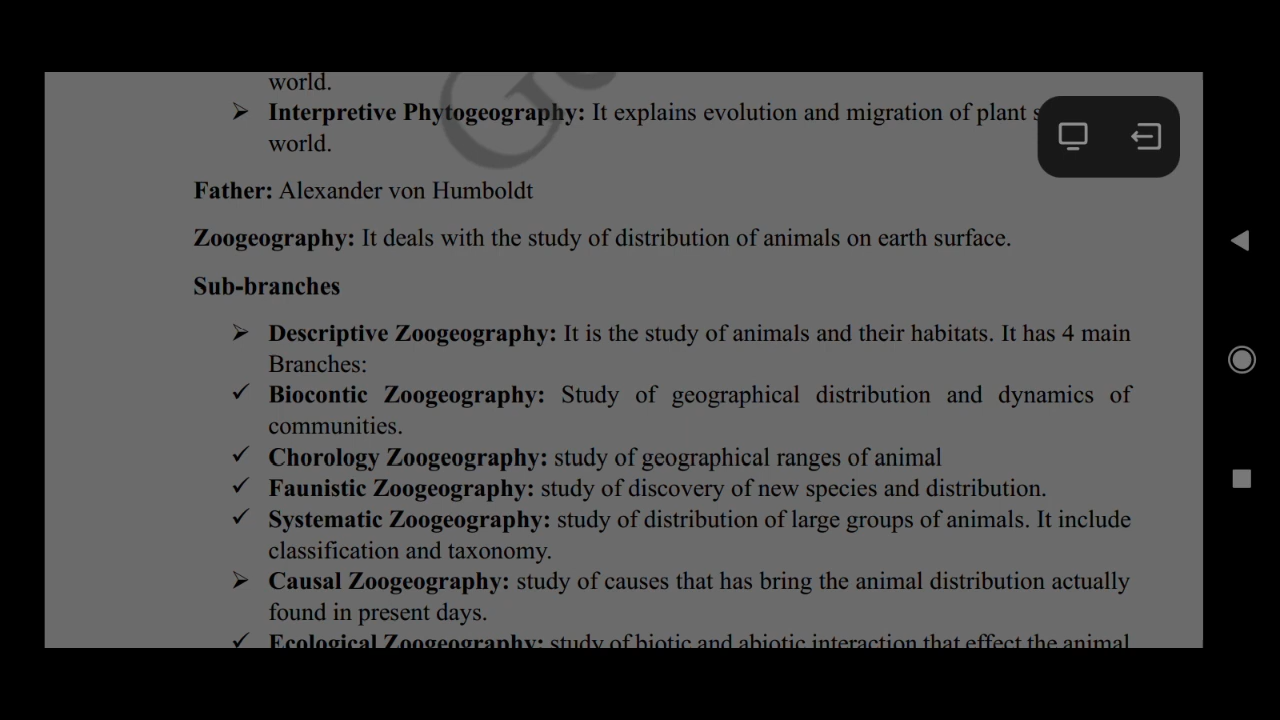 world.
➢ Interpretive Phytogeography: It explains evolution and migration of plant
world.
Father: Alexander von Humboldt
Zoogeography: It deals with the study of distribution of animals on earth surface.
Sub-branches
➢ Descriptive Zoogeography: It is the study of animals and their habitats. It has 4 main
Branches:
✓ Biocontic Zoogeography: Study of geographical distribution and dynamics of
communities.
✓ Chorology Zoogeography: study of geographical ranges of animal
✓ Faunistic Zoogeography: study of discovery of new species and distribution.
✓ Systematic Zoogeography: study of distribution of large groups of animals. It include
classification and taxonomy.
➢ Causal Zoogeography: study of causes that has bring the animal distribution actually
found in present days.
✓ Ecological Zoogeography: study of biotic and abiotic interaction that effect the animal